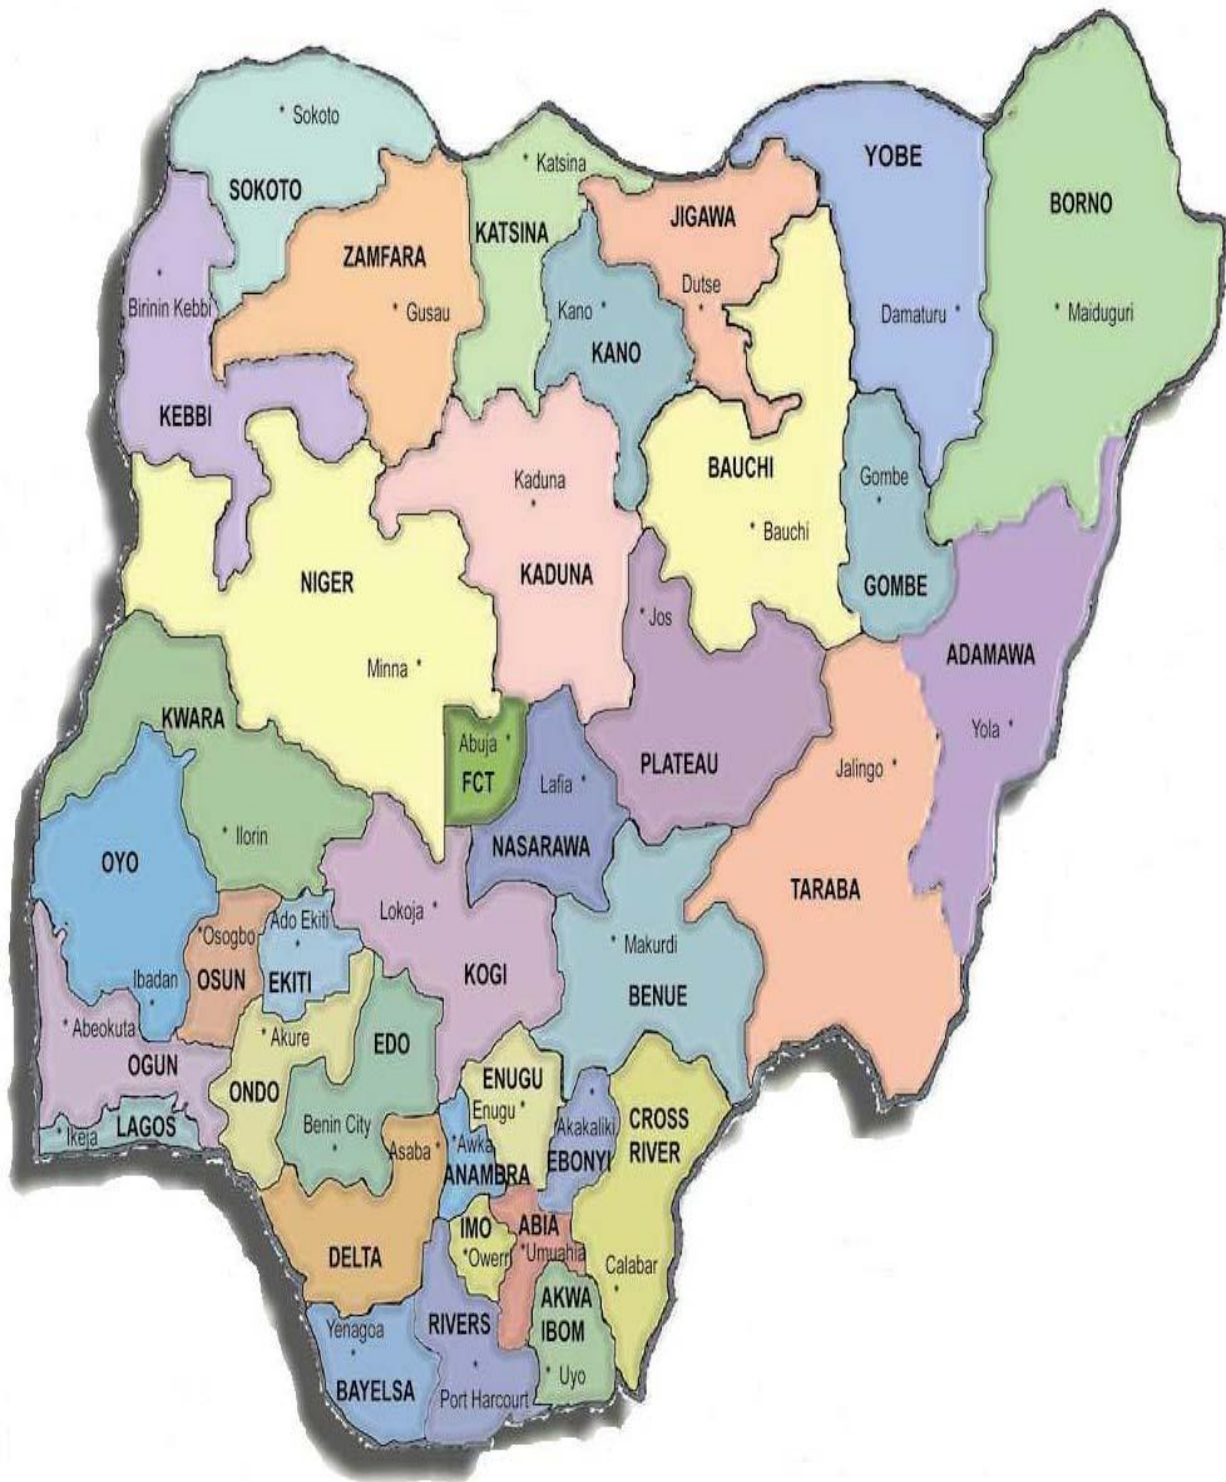 Sokoto
SOKOTO
Katsina
KATSINA
YOBE
BORNO
JIGAWA
ZAMFARA
Birinin Kebbi
Gusau
Kano
KANO
Dutse
Damaturu
Maiduguri
KEBBI
Kaduna
KADUNA
BAUCHI
Bauchi
Gombe
GOMBE
NIGER
Minna
Jos
PLATEAU
ADAMAWA
Yola
KWARA
Ilorin
Abuja
FCT
Lafia
NASARAWA
Jalingo
TARABA
OYO
Ibadan
Osogbo
OSUN
Ado Ekiti
EKITI
Lokoja
KOGI
Makurdi
BENUE
Abeokuta
OGUN
Akure
ONDO
EDO
Benin City
Ikeja
LAGOS
ENUGU
Enugu
Akakaliki
EBONYI
CROSS
RIVER
Calabar
Asaba
Awka
ANAMBRA
DELTA
IMO
Owerri
ABIA
Umuahia
AKWA
IBOM
Uyo
RIVERS
Port Harcourt
Yenagoa
BAYELSA